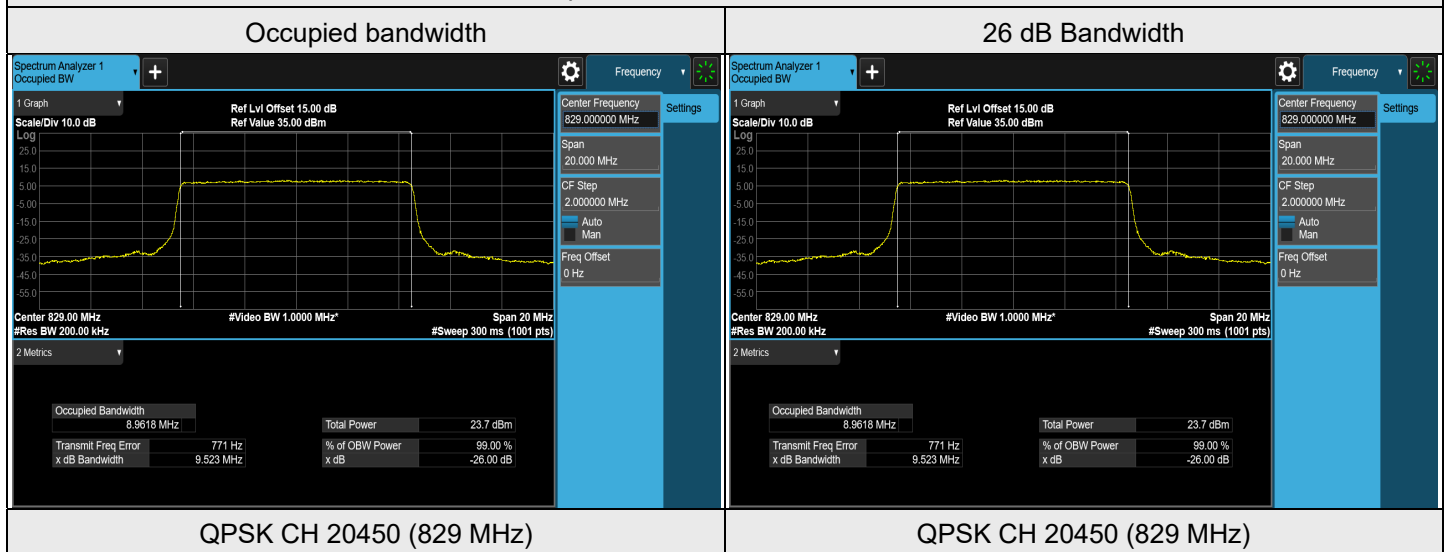 Occupied bandwidth
26 dB Bandwidth
Spectrum Analyzer 1
Occupied BW
+
Frequency
1 Graph
Scale/Div 10.0 dB
Ref Lvl Offset 15.00 dB
Ref Value 35.00 dBm
Log
25.0
15.0
5.00
-5.00
-15.0
-25.0
-35.0
-45.0
-55.0
Center 829.00 MHz
#Video BW 1.0000 MHz*
Span 20 MHz
#Res BW 200.00 kHz
#Sweep 300 ms (1001 pts)
Center Frequency
829.000000 MHz
Settings
Span
20.000 MHz
CF Step
2.000000 MHz
Auto
Man
Freq Offset
0 Hz
2 Metrics
Occupied Bandwidth
8.9618 MHz
Total Power 23.7 dBm
Transmit Freq Error 771 Hz % of OBW Power 99.00 %
x dB Bandwidth 9.523 MHz x dB -26.00 dB
QPSK CH 20450 (829 MHz)
Spectrum Analyzer 1
Occupied BW
+
Frequency
1 Graph
Scale/Div 10.0 dB
Ref Lvl Offset 15.00 dB
Ref Value 35.00 dBm
Log
25.0
15.0
5.00
-5.00
-15.0
-25.0
-35.0
-45.0
-55.0
Center 829.00 MHz
#Video BW 1.0000 MHz*
Span 20 MHz
#Res BW 200.00 kHz
#Sweep 300 ms (1001 pts)
Center Frequency
829.000000 MHz
Settings
Span
20.000 MHz
CF Step
2.000000 MHz
Auto
Man
Freq Offset
0 Hz
2 Metrics
Occupied Bandwidth
8.9618 MHz
Total Power 23.7 dBm
Transmit Freq Error 771 Hz % of OBW Power 99.00 %
x dB Bandwidth 9.523 MHz x dB -26.00 dB
QPSK CH 20450 (829 MHz)